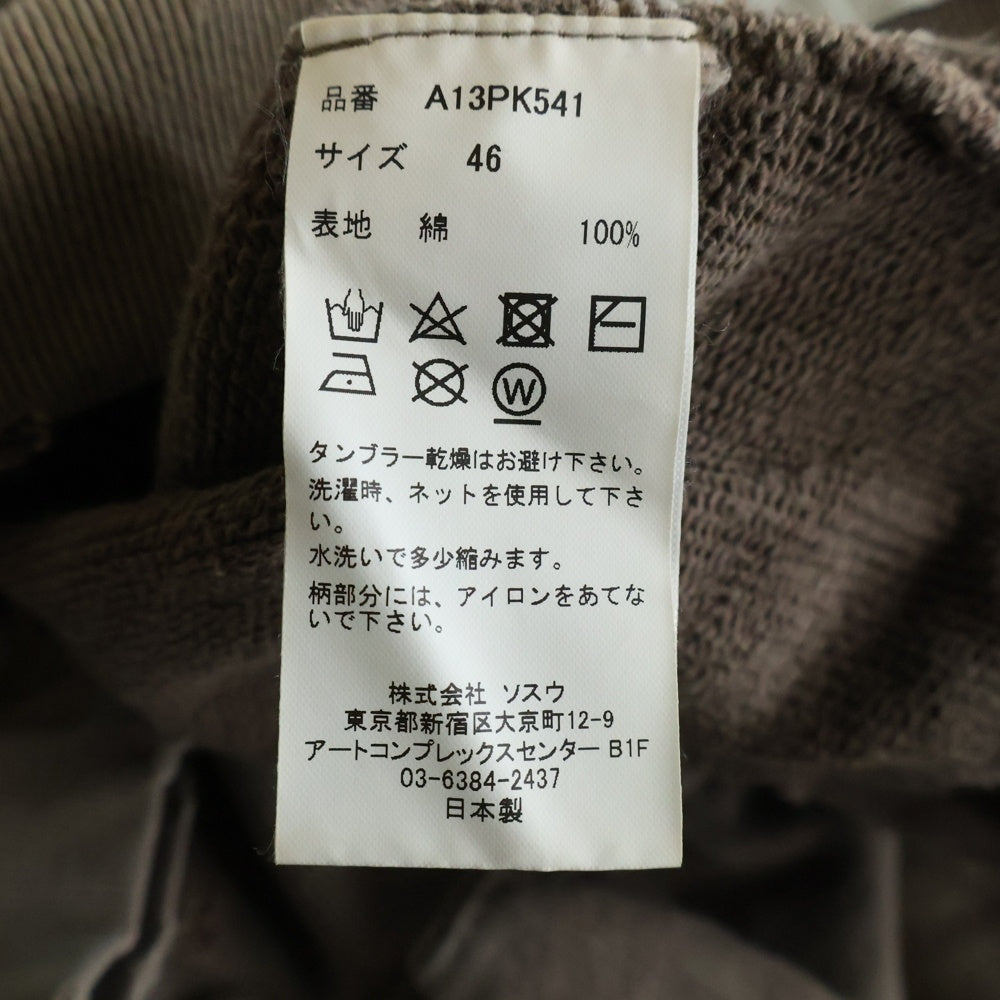 品番 A13PK541
サイズ 46
表地 綿 100%
W
タンブラー乾燥はお避け下さい。
洗濯時、ネットを使用して下さ
い。
水洗いで多少縮みます。
柄部分には、アイロンをあてな
いで下さい。
株式会社 ソスウ
東京都新宿区大京町12-9
アートコンプレックスセンター B1F
03-6384-2437
日本製